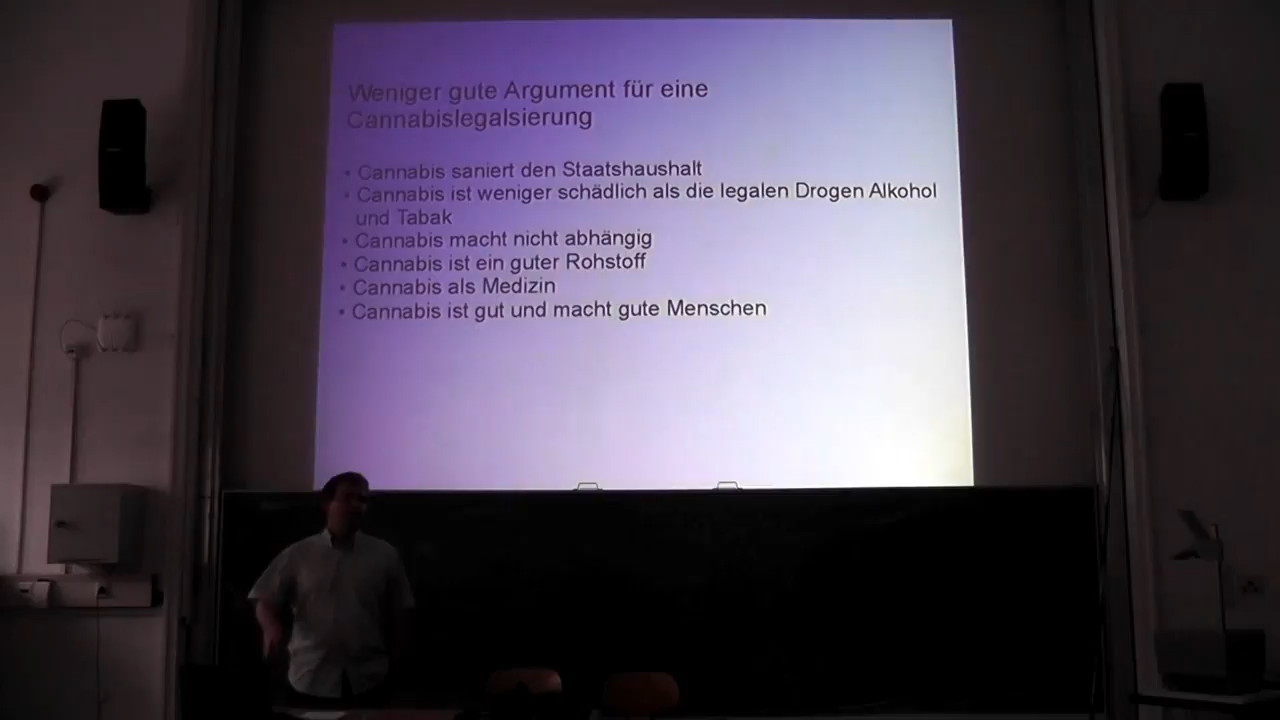 Weniger gute Argument für eine
Cannabislegalsierung
• Cannabis saniert den Staatshaushalt
• Cannabis ist weniger schädlich als die legalen Drogen Alkohol
und Tabak
• Cannabis macht nicht abhängig
• Cannabis ist ein guter Rohstoff
• Cannabis als Medizin
• Cannabis ist gut und macht gute Menschen